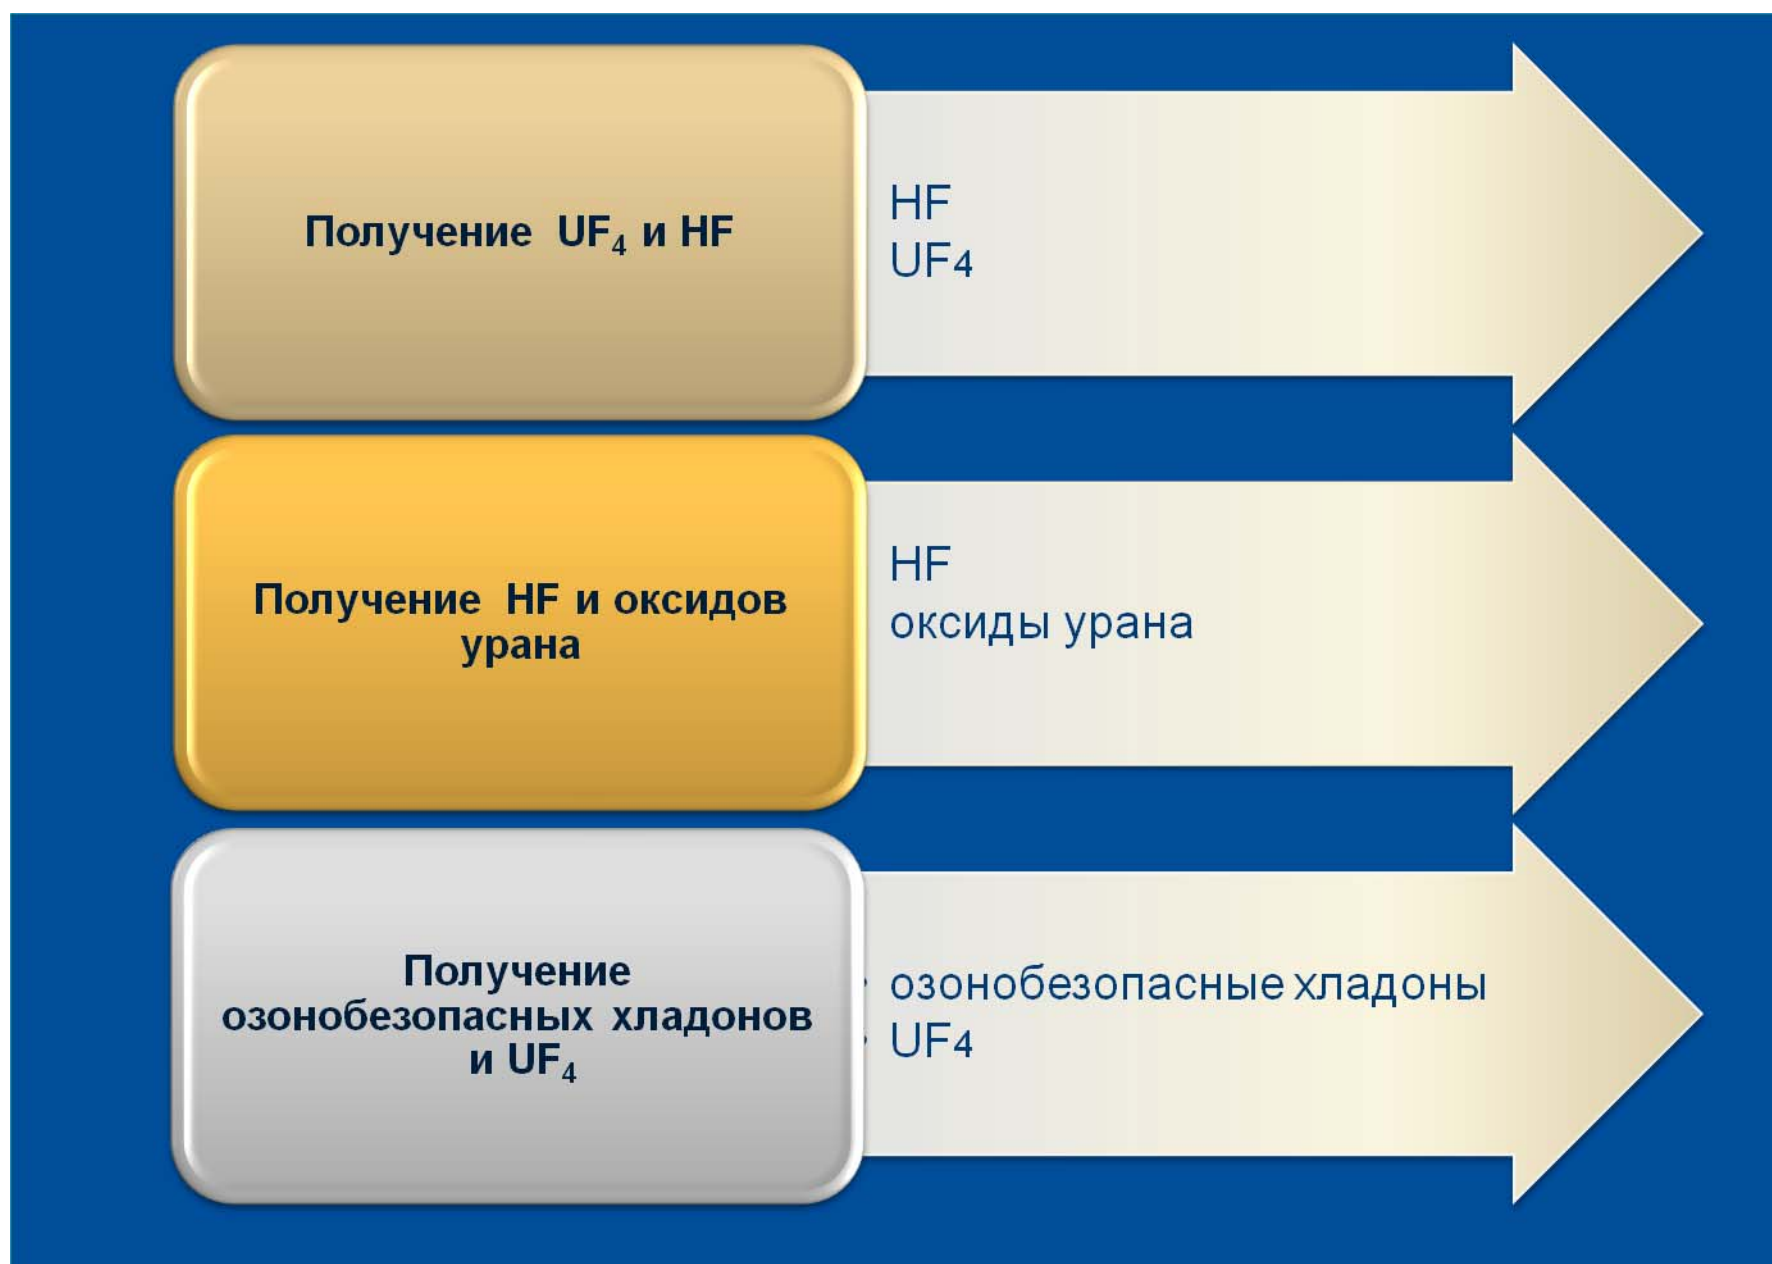 Получение UF₄ и HF
HF
UF4
Получение HF и оксидов
урана
HF
оксиды урана
Получение
озонобезопасных хладонов
и UF₄
• озонобезопасные хладоны
• UF4